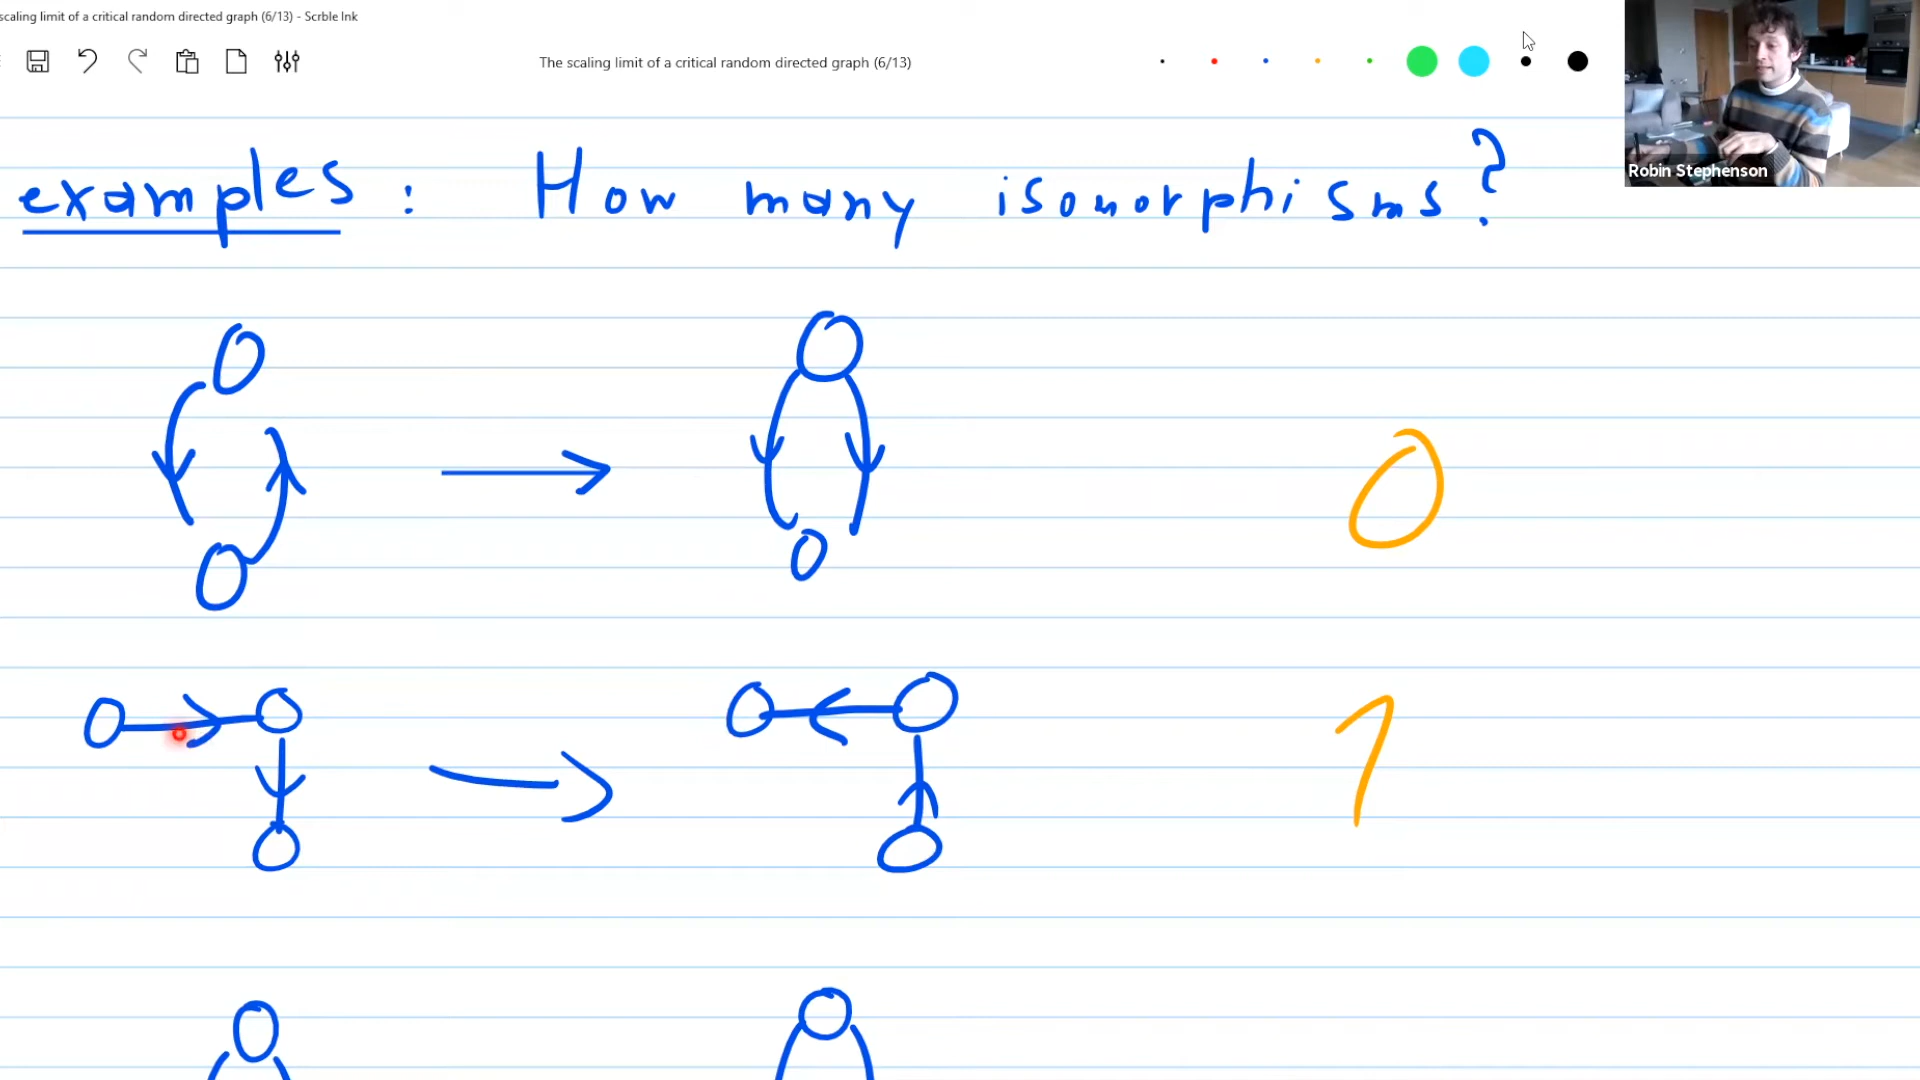 scaling limit of a critical random directed graph (6/13) - Scrble Ink
The scaling limit of a critical random directed graph (6/13)
Robin Stephenson
examples : How many isomorphisms?
0
1